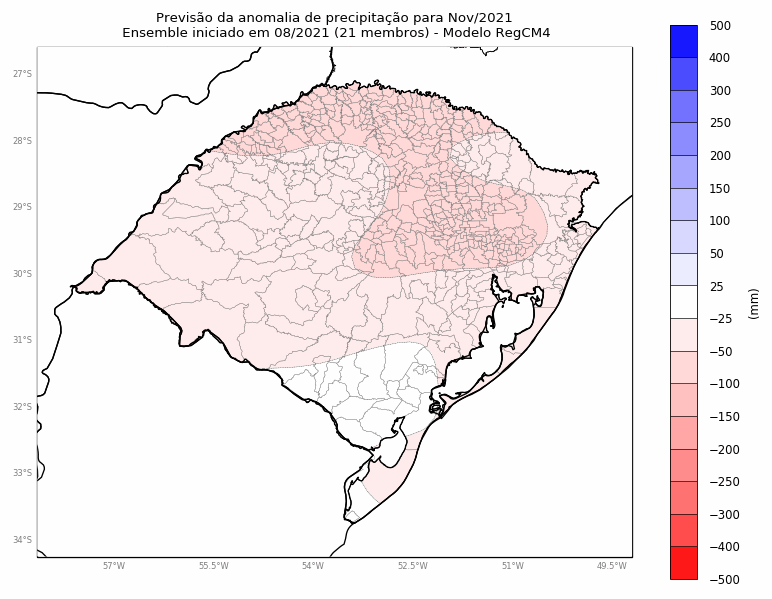 Previsão da anomalia de precipitação para Nov/2021
Ensemble iniciado em 08/2021 (21 membros) - Modelo RegCM4
27°S
28°S
29°S
30°S
31°S
32°S
33°S
34°S
57°W
55.5°W
54°W
52.5°W
51°W
49.5°W
500
400
300
250
200
150
100
50
25
−25
−50
−100
−150
−200
−250
−300
−400
−500
(mm)